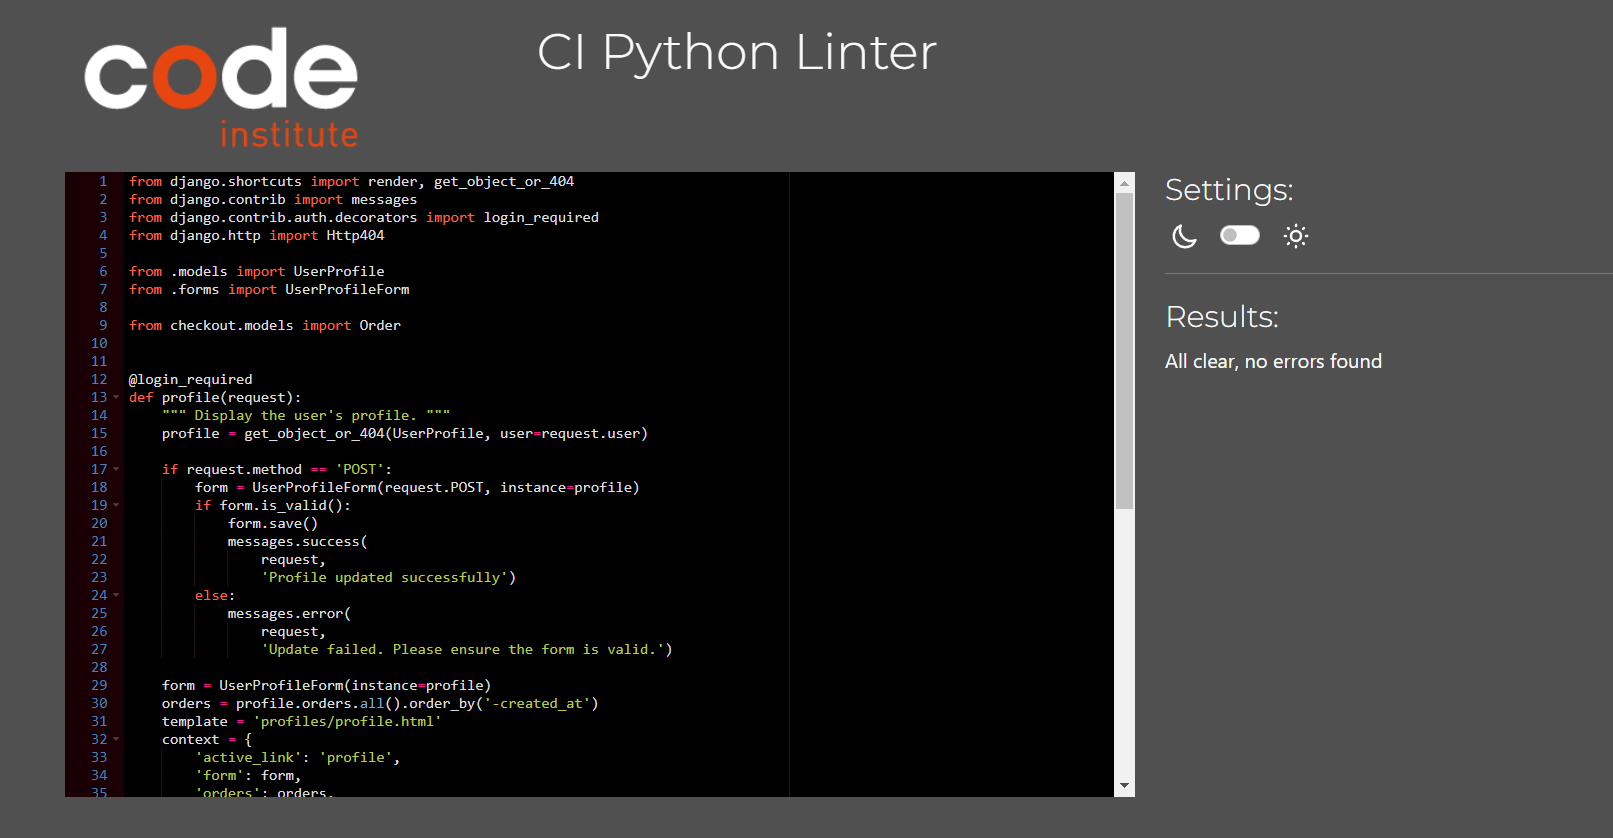 code
institute
CI Python Linter
1 from django.shortcuts import render, get_object_or_404
2 from django.contrib import messages
3 from django.contrib.auth.decorators import login_required
4 from django.http import Http404
5
6 from .models import UserProfile
7 from .forms import UserProfileForm
8
9 from checkout.models import Order
10
11
12 @login_required
13 def profile(request):
14     """ Display the user's profile. """
15     profile = get_object_or_404(UserProfile, user=request.user)
16
17     if request.method == 'POST':
18         form = UserProfileForm(request.POST, instance=profile)
19         if form.is_valid():
20             form.save()
21             messages.success(
22                 request,
23                 'Profile updated successfully')
24         else:
25             messages.error(
26                 request,
27                 'Update failed. Please ensure the form is valid.')
28
29     form = UserProfileForm(instance=profile)
30     orders = profile.orders.all().order_by('-created_at')
31     template = 'profiles/profile.html'
32     context = {
33         'active_link': 'profile',
34         'form': form,
35         'orders': orders,
Settings:
Results:
All clear, no errors found